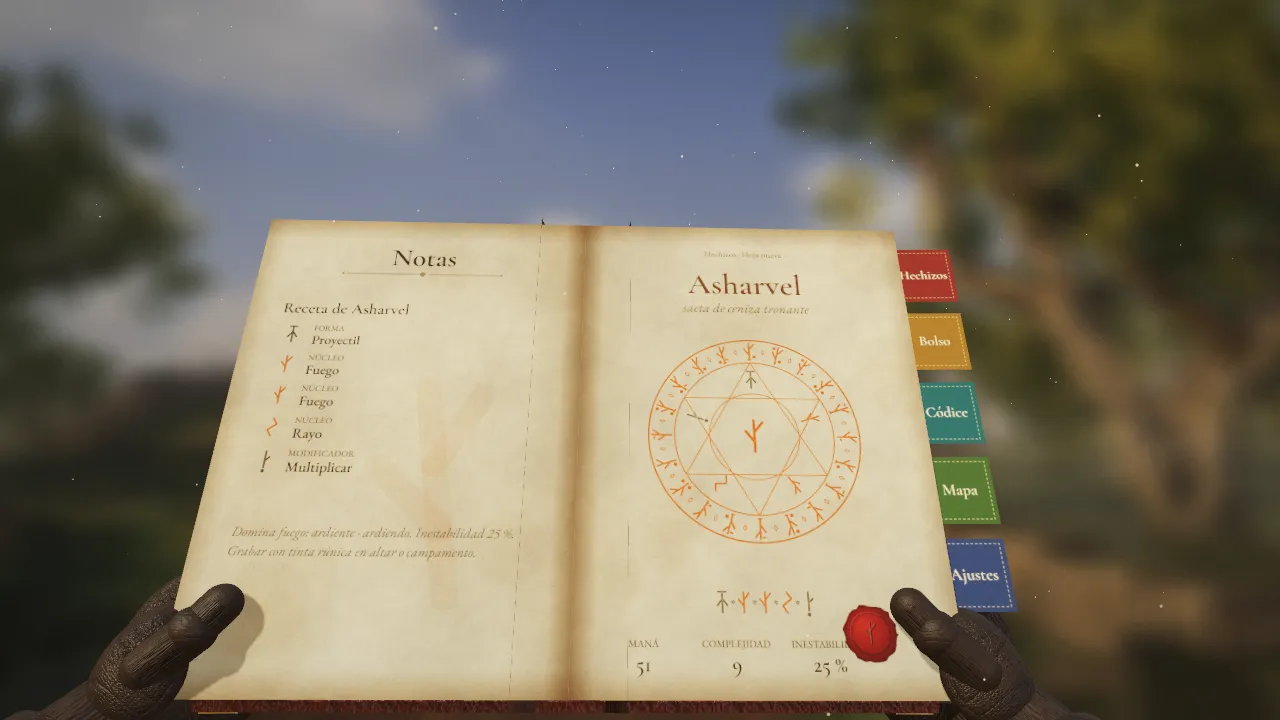 Notas
Receta de Asharvel
FORMA
Proyectil
NÚCLEO
Fuego
NÚCLEO
Fuego
NÚCLEO
Rayo
MODIFICADOR
Multiplicar
Domina fuego: ardiente · ardiendo. Inestabilidad 25 %.
Grabar con tinta rúnica en altar o campamento.
Asharvel
saeta de ceniza tronante
MANÁ
COMPLEJIDAD
51
9
25 %
Hechizos
Bolso
Códice
Mapa
Ajustes